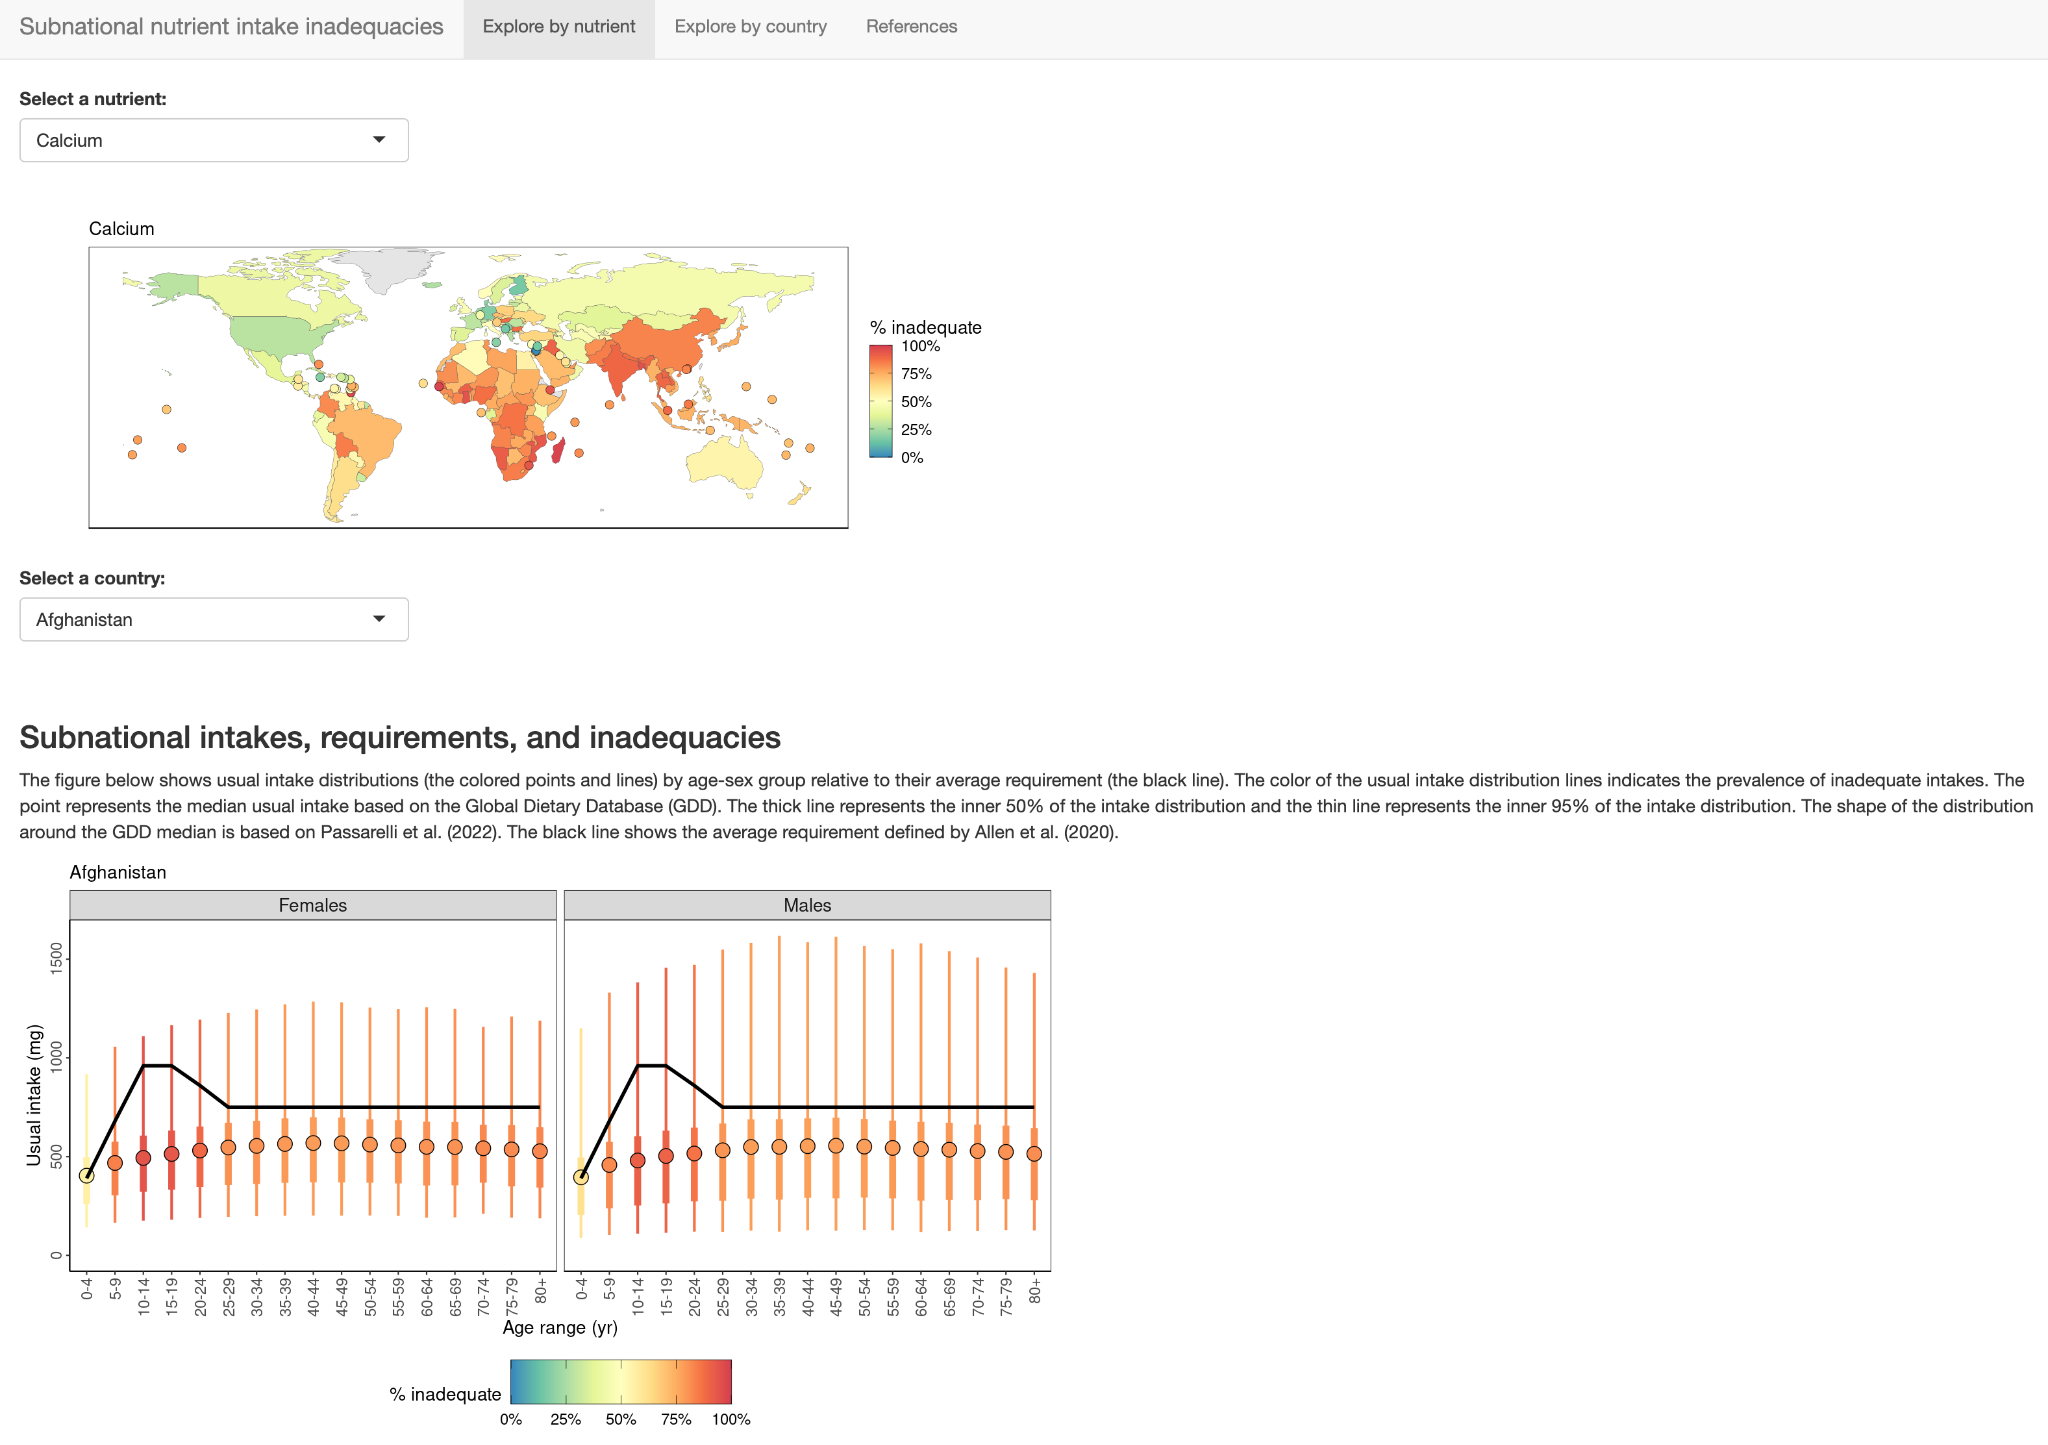 Subnational nutrient intake inadequacies
Explore by nutrient
Explore by country
References
Select a nutrient:
Calcium
Calcium
% inadequate
100%
75%
50%
25%
0%
Select a country:
Afghanistan
Subnational intakes, requirements, and inadequacies
The figure below shows usual intake distributions (the colored points and lines) by age-sex group relative to their average requirement (the black line). The color of the usual intake distribution lines indicates the prevalence of inadequate intakes. The
point represents the median usual intake based on the Global Dietary Database (GDD). The thick line represents the inner 50% of the intake distribution and the thin line represents the inner 95% of the intake distribution. The shape of the distribution
around the GDD median is based on Passarelli et al. (2022). The black line shows the average requirement defined by Allen et al. (2020).
Afghanistan
Females
Males
Usual intake (mg)
1500
1000
500
0
0-4
5-9
10-14
15-19
20-24
25-29
30-34
35-39
40-44
45-49
50-54
55-59
60-64
65-69
70-74
75-79
80+
0-4
5-9
10-14
15-19
20-24
25-29
30-34
35-39
40-44
45-49
50-54
55-59
60-64
65-69
70-74
75-79
80+
Age range (yr)
% inadequate
0%
25%
50%
75%
100%